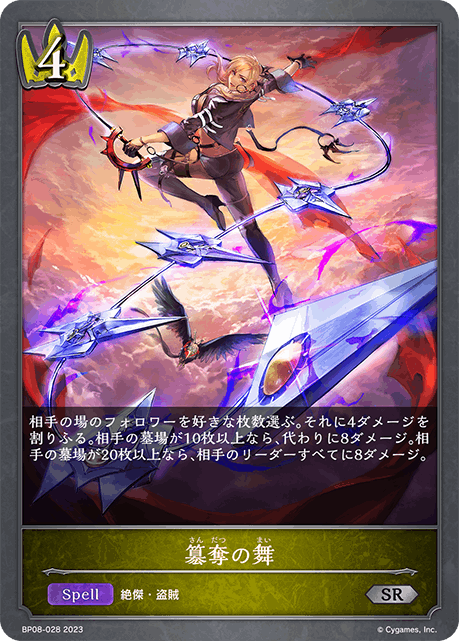 4
相手の場のフォロワーを好きな枚数選ぶ。それに4ダメージを
割りふる。相手の墓場が10枚以上なら、代わりに8ダメージ。相
手の墓場が20枚以上なら、相手のリーダーすべてに8ダメージ。
さん だつ まい
簒奪の舞
Spell 絶傑・盗賊 SR
BP08-028 2023 © Cygames, Inc.